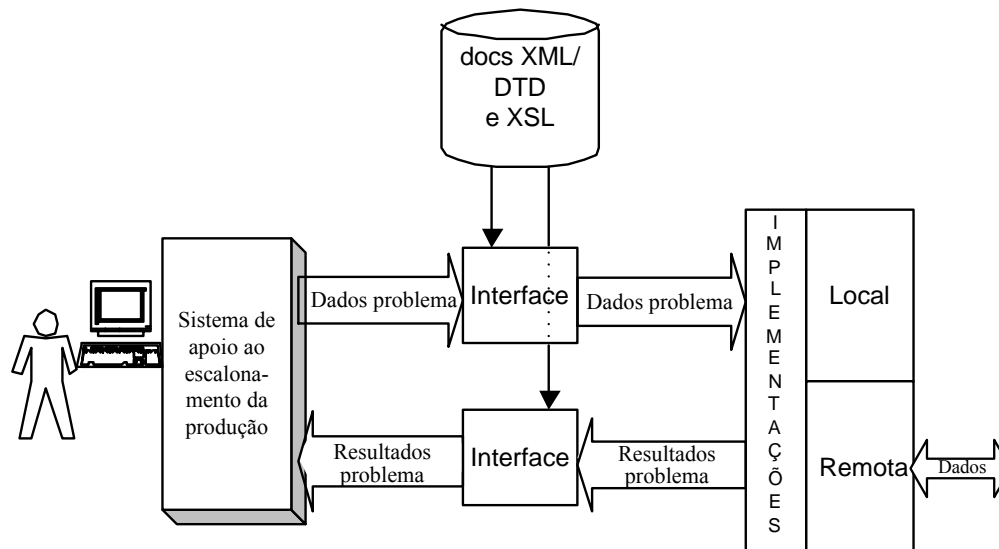 docs XML/
DTD
e XSL
Sistema de
apoio ao
escalona-
mento da
produção
Dados problema
Interface
Dados problema
Resultados
problema
Interface
Resultados
problema
IMPLEMENTAÇÕES
Local
Remota
Dados